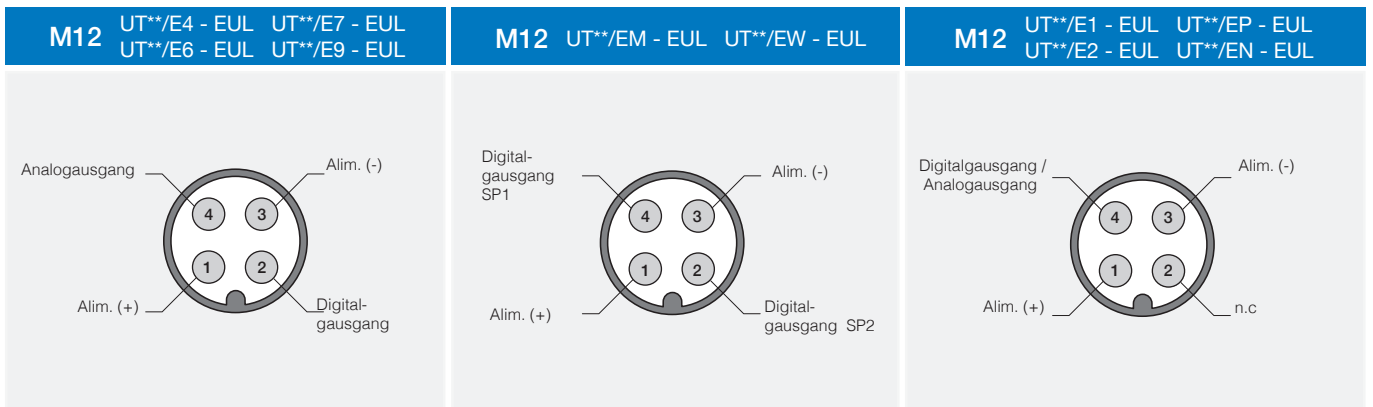 M12 UT**/E4 - EUL UT**/E7 - EUL
UT**/E6 - EUL UT**/E9 - EUL
Analogausgang
Alim. (-)
4 3
1 2
Alim. (+)
Digital-
gausgang
M12 UT**/EM - EUL UT**/EW - EUL
Digital-
gausgang
SP1
Alim. (-)
4 3
1 2
Alim. (+)
Digital-
gausgang SP2
M12 UT**/E1 - EUL UT**/EP - EUL
UT**/E2 - EUL UT**/EN - EUL
Digitalgausgang /
Analogausgang
Alim. (-)
4 3
1 2
Alim. (+)
n.c